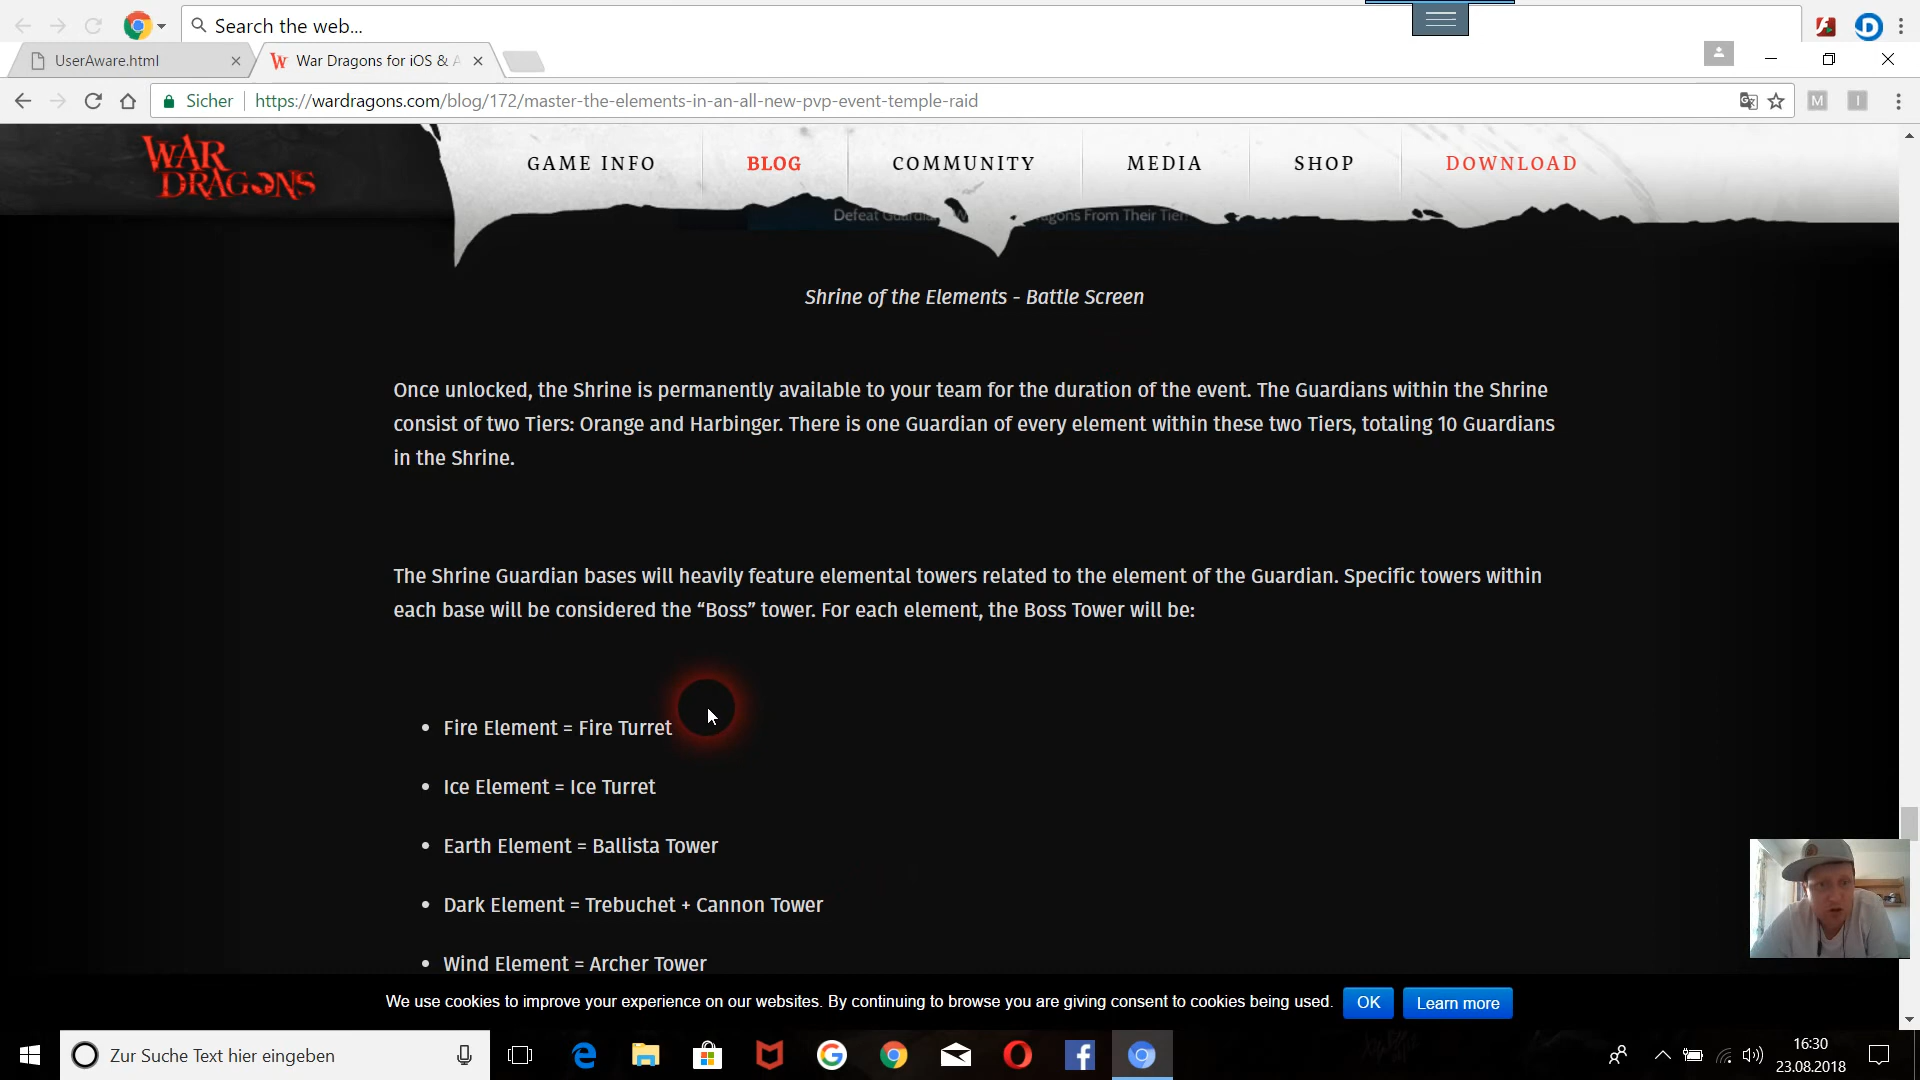 Search the web...
UserAware.html
War Dragons for iOS & A
Sicher
https://wardragons.com/blog/172/master-the-elements-in-an-all-new-pvp-event-temple-raid
M
I
WAR
DRAGONS
GAME INFO
BLOG
COMMUNITY
MEDIA
SHOP
DOWNLOAD
Defeat
From Their Tier
Shrine of the Elements - Battle Screen
Once unlocked, the Shrine is permanently available to your team for the duration of the event. The Guardians within the Shrine
consist of two Tiers: Orange and Harbinger. There is one Guardian of every element within these two Tiers, totaling 10 Guardians
in the Shrine.
The Shrine Guardian bases will heavily feature elemental towers related to the element of the Guardian. Specific towers within
each base will be considered the “Boss” tower. For each element, the Boss Tower will be:
• Fire Element = Fire Turret
• Ice Element = Ice Turret
• Earth Element = Ballista Tower
• Dark Element = Trebuchet + Cannon Tower
• Wind Element = Archer Tower
We use cookies to improve your experience on our websites. By continuing to browse you are giving consent to cookies being used.
OK
Learn more
Zur Suche Text hier eingeben
16:30
23.08.2018